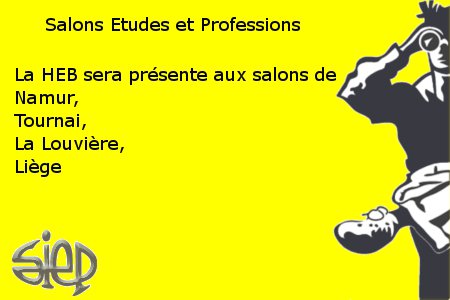 Salons Etudes et Professions
La HEB sera présente aux salons de
Namur,
Tournai,
La Louvière,
Liège
siep